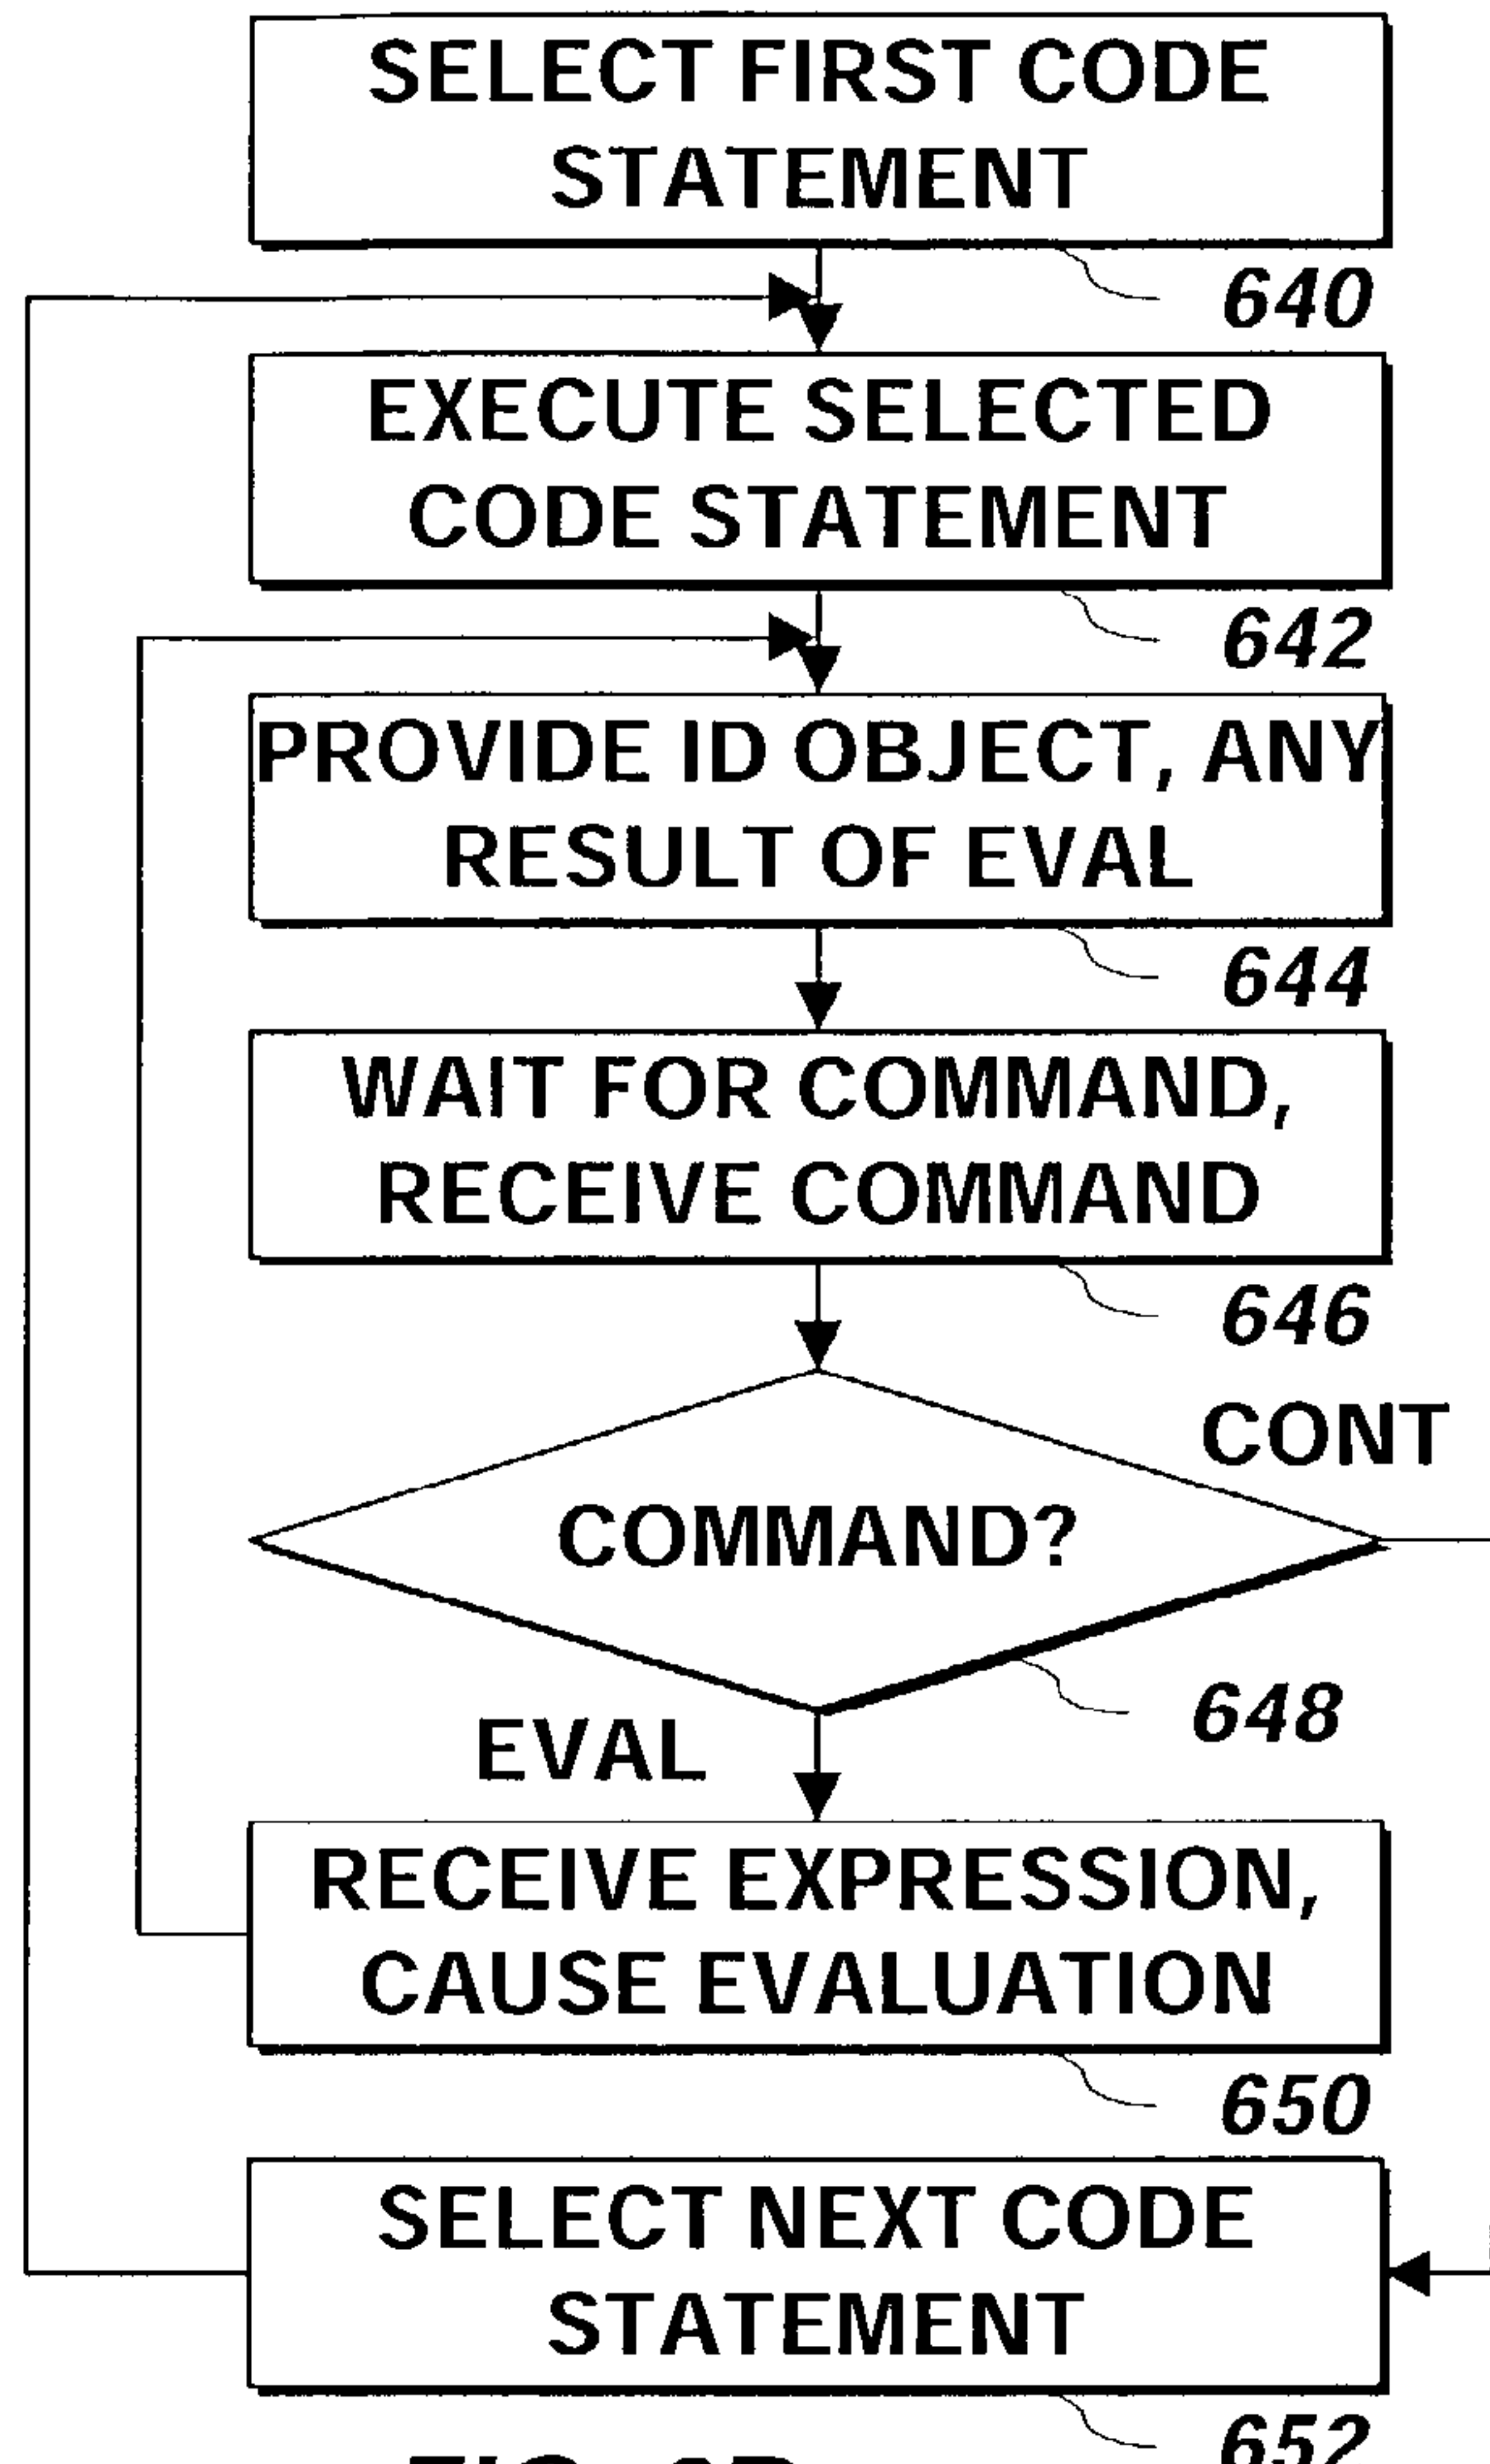 SELECT FIRST CODE
STATEMENT
640
EXECUTE SELECTED
CODE STATEMENT
642
PROVIDE ID OBJECT, ANY
RESULT OF EVAL
644
WAIT FOR COMMAND,
RECEIVE COMMAND
646
CONT
COMMAND?
648
EVAL
RECEIVE EXPRESSION,
CAUSE EVALUATION
650
SELECT NEXT CODE
STATEMENT
652